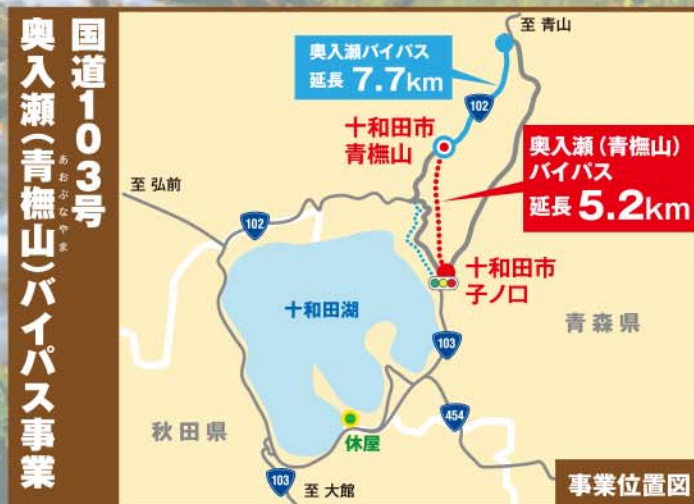 国道103号
奥入瀬(青橅山)バイパス事業
あおぶなやま
至 青山
奥入瀬バイパス
延長 7.7km
102
十和田市
青橅山
奥入瀬(青橅山)
バイパス
延長 5.2km
至 弘前
102
十和田市
子ノ口
十和田湖
青森県
103
454
秋田県
休屋
103
至 大館
事業位置図